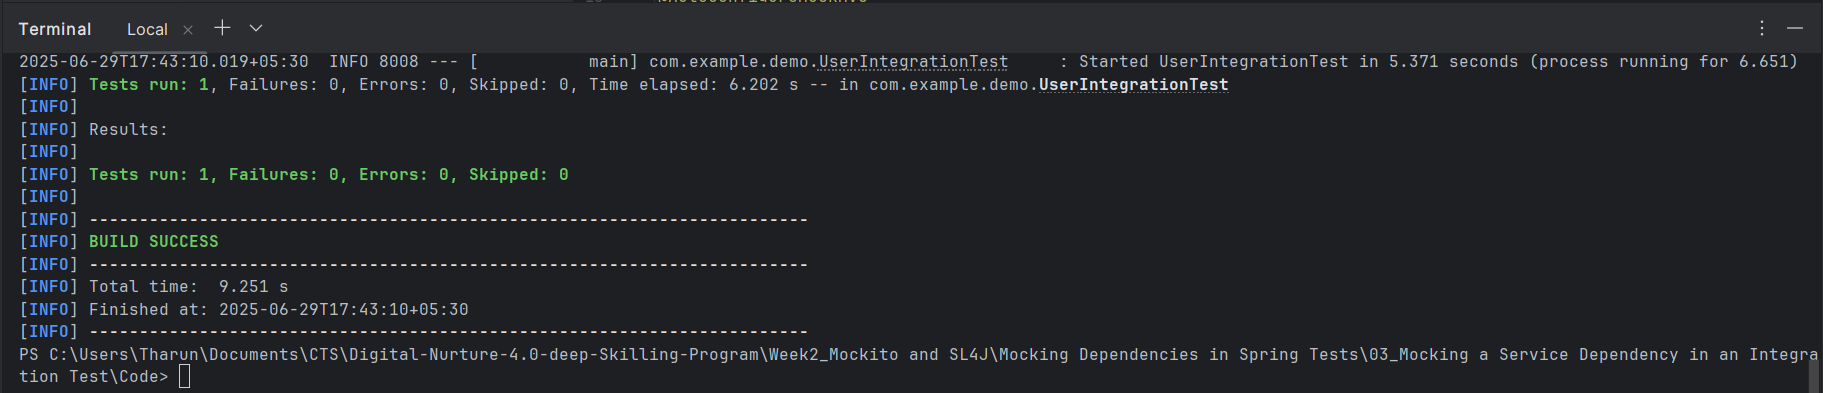 Terminal Local × + ⌄ ⋮ —
2025-06-29T17:43:10.019+05:30  INFO 8008 --- [           main] com.example.demo.UserIntegrationTest     : Started UserIntegrationTest in 5.371 seconds (process running for 6.651)
[INFO] Tests run: 1, Failures: 0, Errors: 0, Skipped: 0, Time elapsed: 6.202 s -- in com.example.demo.UserIntegrationTest
[INFO]
[INFO] Results:
[INFO]
[INFO] Tests run: 1, Failures: 0, Errors: 0, Skipped: 0
[INFO]
[INFO] ------------------------------------------------------------------------
[INFO] BUILD SUCCESS
[INFO] ------------------------------------------------------------------------
[INFO] Total time:  9.251 s
[INFO] Finished at: 2025-06-29T17:43:10+05:30
[INFO] ------------------------------------------------------------------------
PS C:\Users\Tharun\Documents\CTS\Digital-Nurture-4.0-deep-Skilling-Program\Week2_Mockito and SL4J\Mocking Dependencies in Spring Tests\03_Mocking a Service Dependency in an Integra
tion Test\Code>